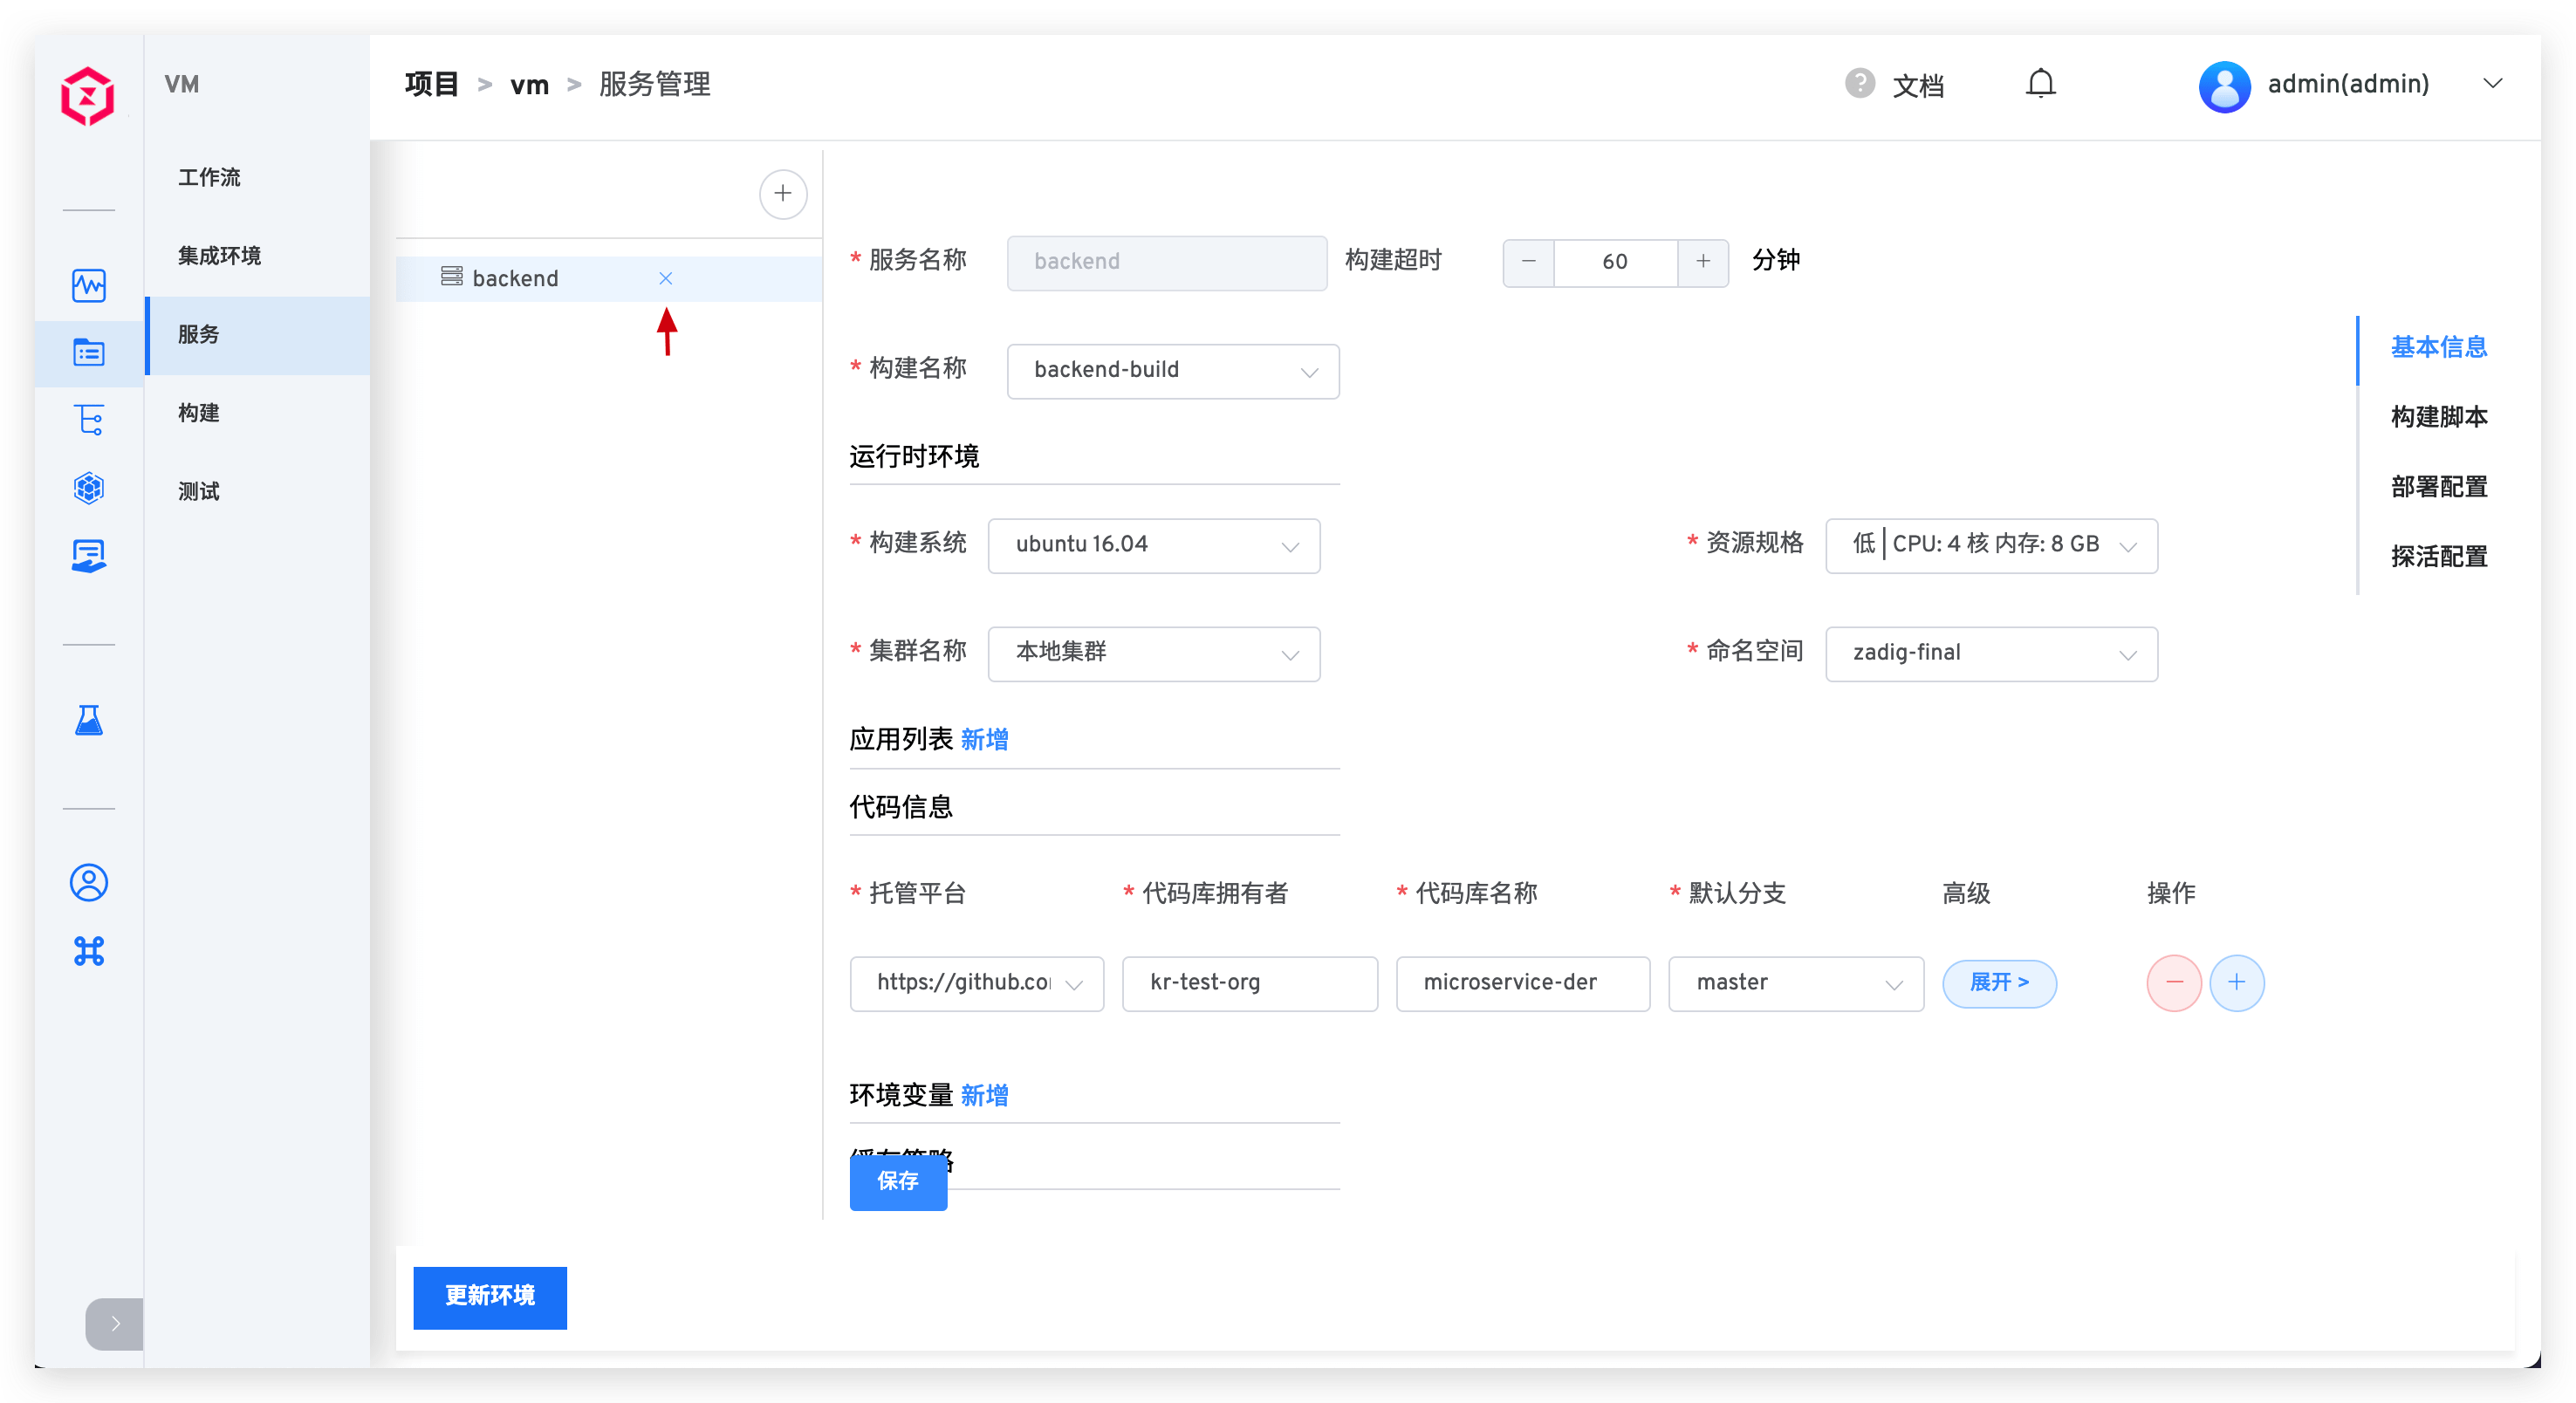 VM
项目 > vm > 服务管理
? 文档
admin(admin)
工作流
集成环境
服务
构建
测试
backend
* 服务名称 backend 构建超时 60 分钟
* 构建名称 backend-build
运行时环境
* 构建系统 ubuntu 16.04
* 资源规格 低 | CPU: 4 核 内存: 8 GB
* 集群名称 本地集群
* 命名空间 zadig-final
应用列表 新增
代码信息
* 托管平台 * 代码库拥有者 * 代码库名称 * 默认分支 高级 操作
https://github.co kr-test-org microservice-der master 展开 >
环境变量 新增
缓存策略
保存
更新环境
基本信息
构建脚本
部署配置
探活配置